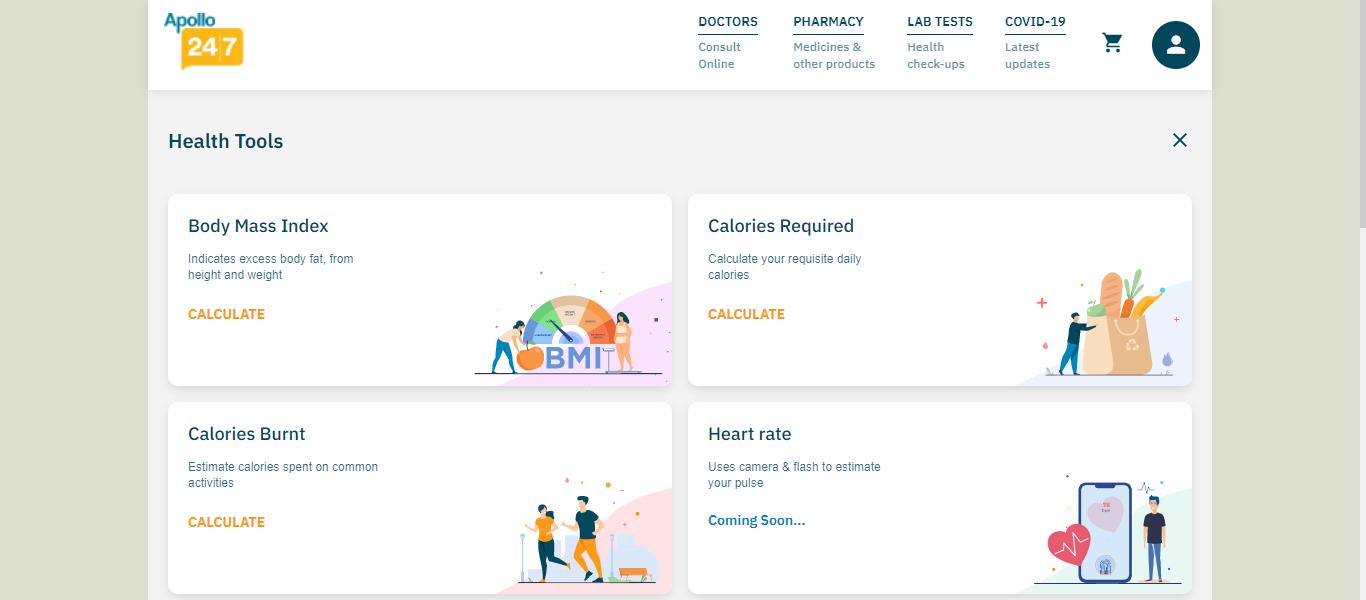 Apollo
24|7
DOCTORS
Consult
Online
PHARMACY
Medicines &
other products
LAB TESTS
Health
check-ups
COVID-19
Latest
updates
Health Tools
Body Mass Index
Indicates excess body fat, from
height and weight
CALCULATE
BMI
Calories Required
Calculate your requisite daily
calories
CALCULATE
Calories Burnt
Estimate calories spent on common
activities
CALCULATE
Heart rate
Uses camera & flash to estimate
your pulse
Coming Soon...